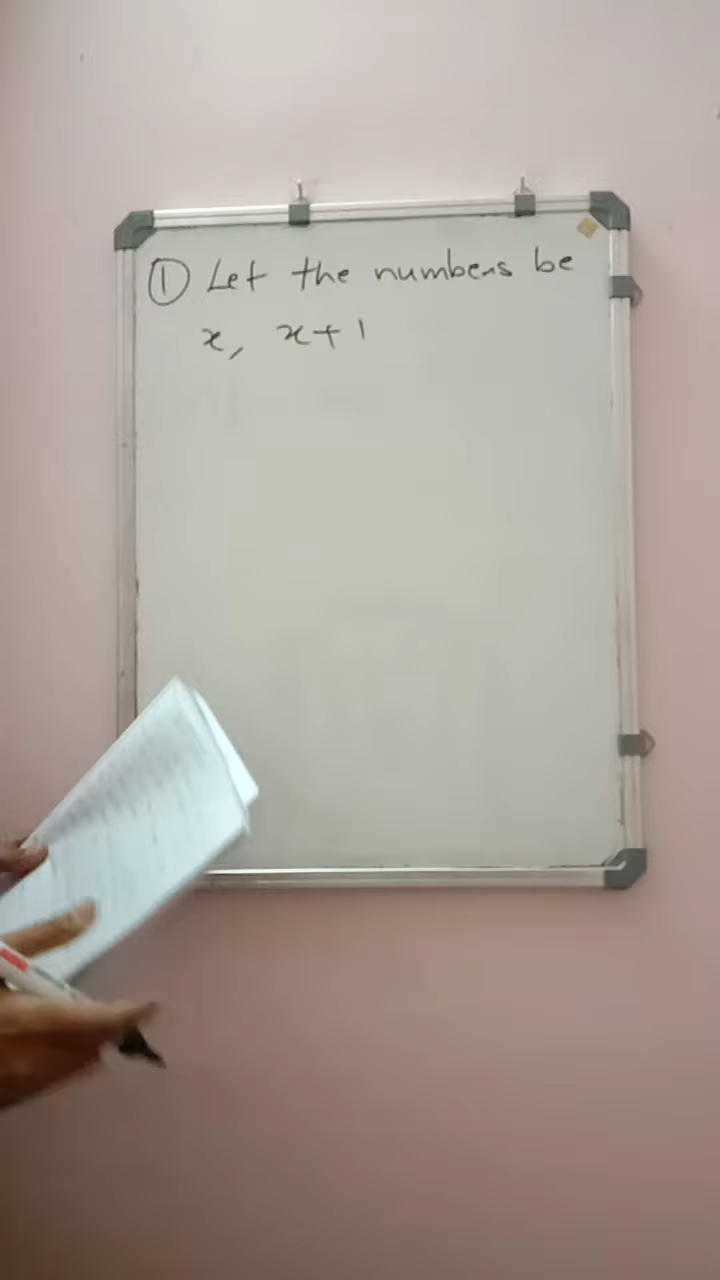 ① Let the numbers be
x, x+1